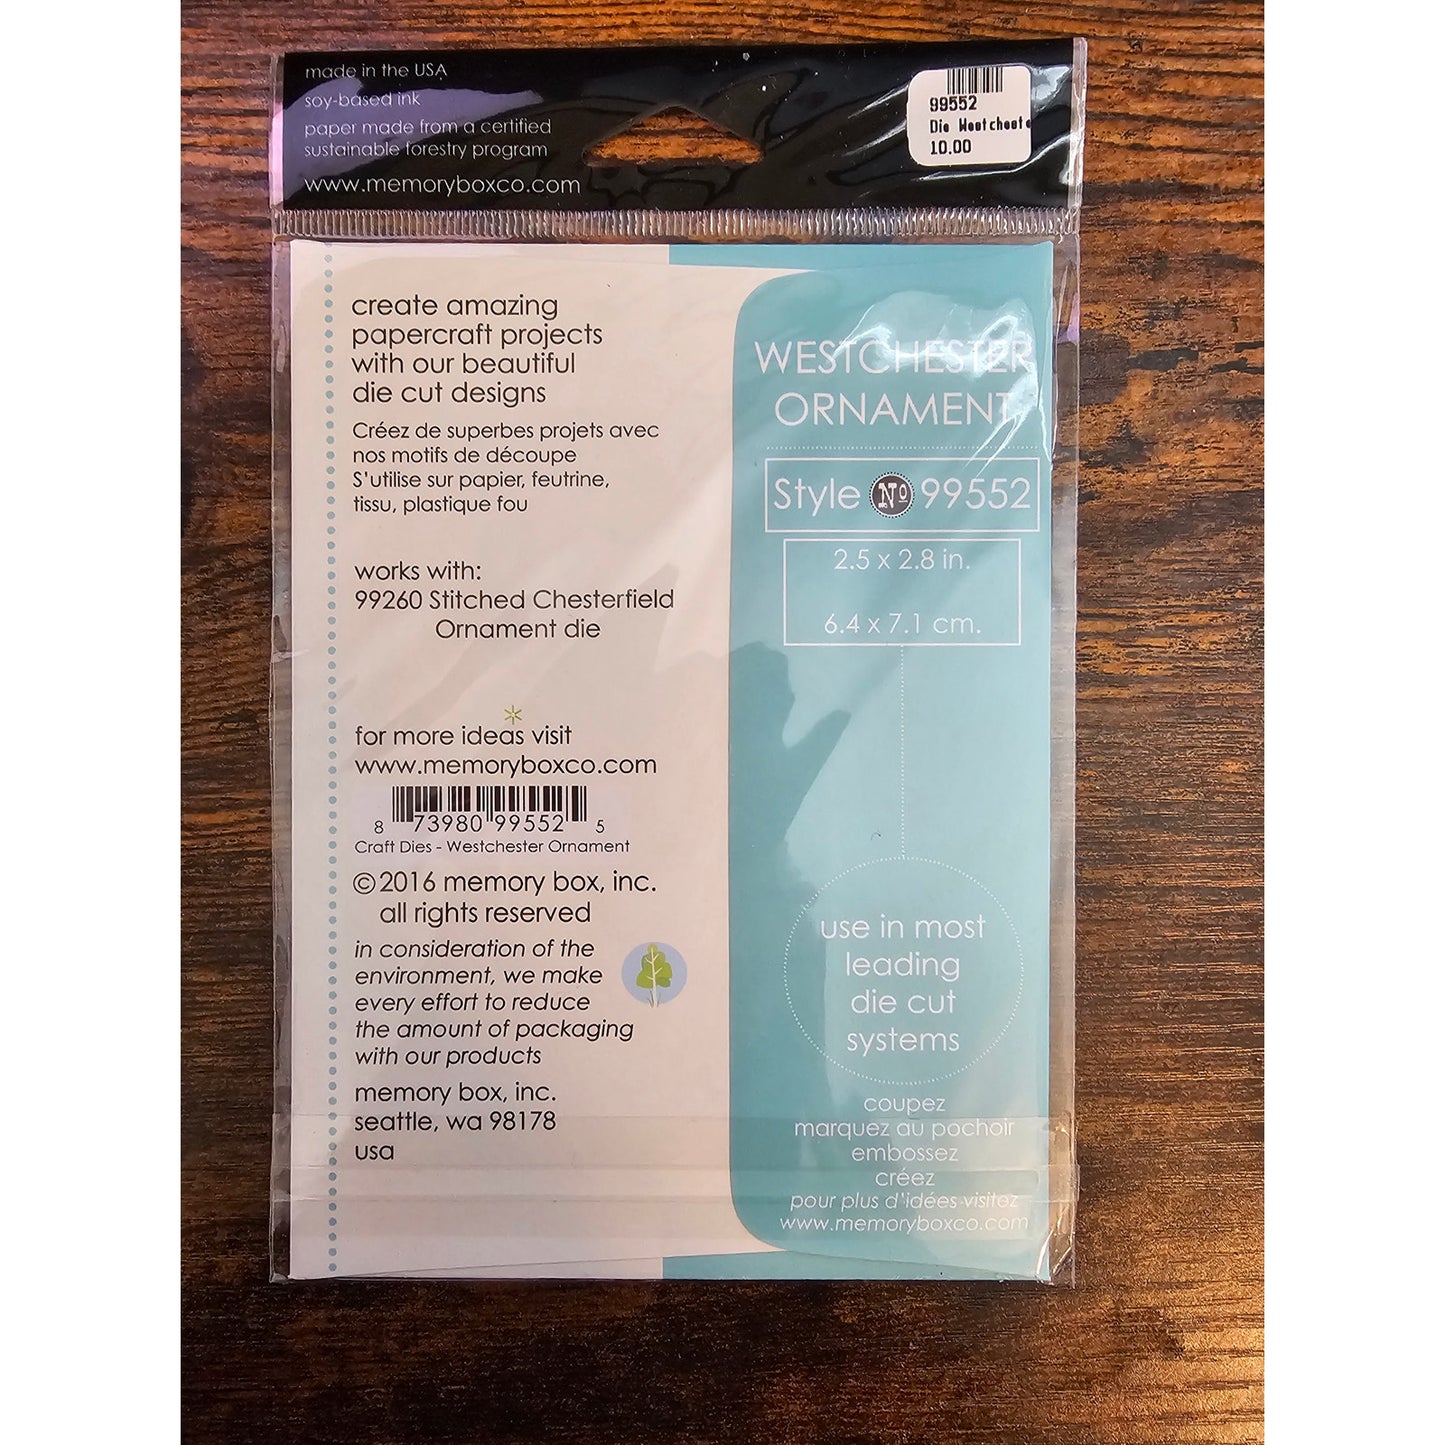 made in the USA
soy-based ink
paper made from a certified
sustainable forestry program
www.memoryboxco.com
99552
Die Westcheste
10.00
create amazing
papercraft projects
with our beautiful
die cut designs
Créez de superbes projets avec
nos motifs de découpe
S'utilise sur papier, feutrine,
tissu, plastique fou
works with:
99260 Stitched Chesterfield
Ornament die
for more ideas visit
www.memoryboxco.com
8 73980 99552 5
Craft Dies - Westchester Ornament
©2016 memory box, inc.
all rights reserved
in consideration of the
environment, we make
every effort to reduce
the amount of packaging
with our products
memory box, inc.
seattle, wa 98178
usa
WESTCHESTER
ORNAMENT
Style No 99552
2.5 x 2.8 in.
6.4 x 7.1 cm.
use in most
leading
die cut
systems
coupez
marquez au pochoir
embossez
créez
pour plus d'idées visitez
www.memoryboxco.com